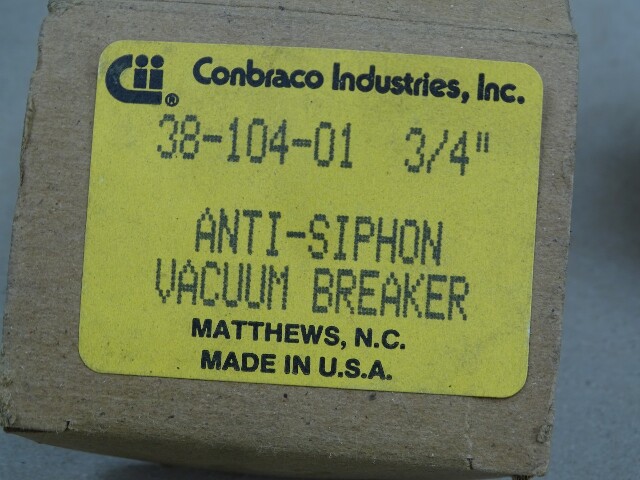 Cii ® Conbraco Industries, Inc.
38-104-01 3/4"
ANTI-SIPHON
VACUUM BREAKER
MATTHEWS, N.C.
MADE IN U.S.A.